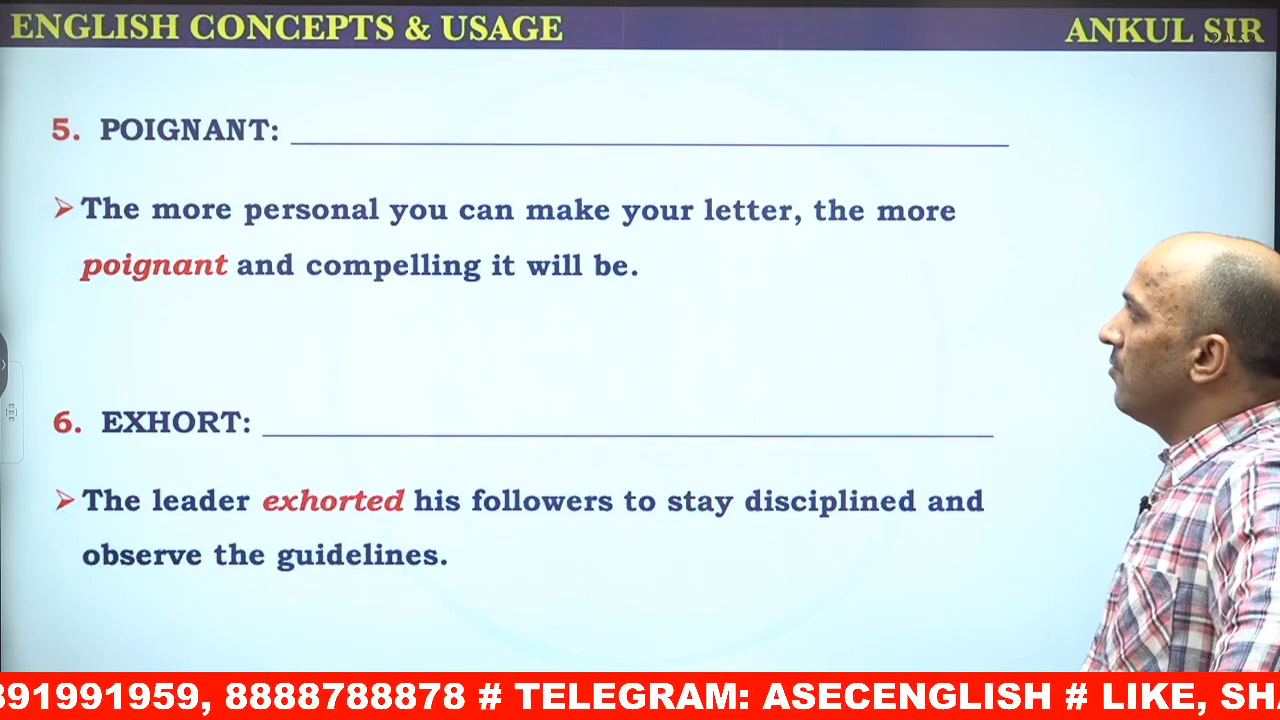 ENGLISH CONCEPTS & USAGE
ANKUL SIR
5. POIGNANT:
➢ The more personal you can make your letter, the more
poignant and compelling it will be.
6. EXHORT:
➢ The leader exhorted his followers to stay disciplined and
observe the guidelines.
891991959, 8888788878 # TELEGRAM: ASECENGLISH # LIKE, SH